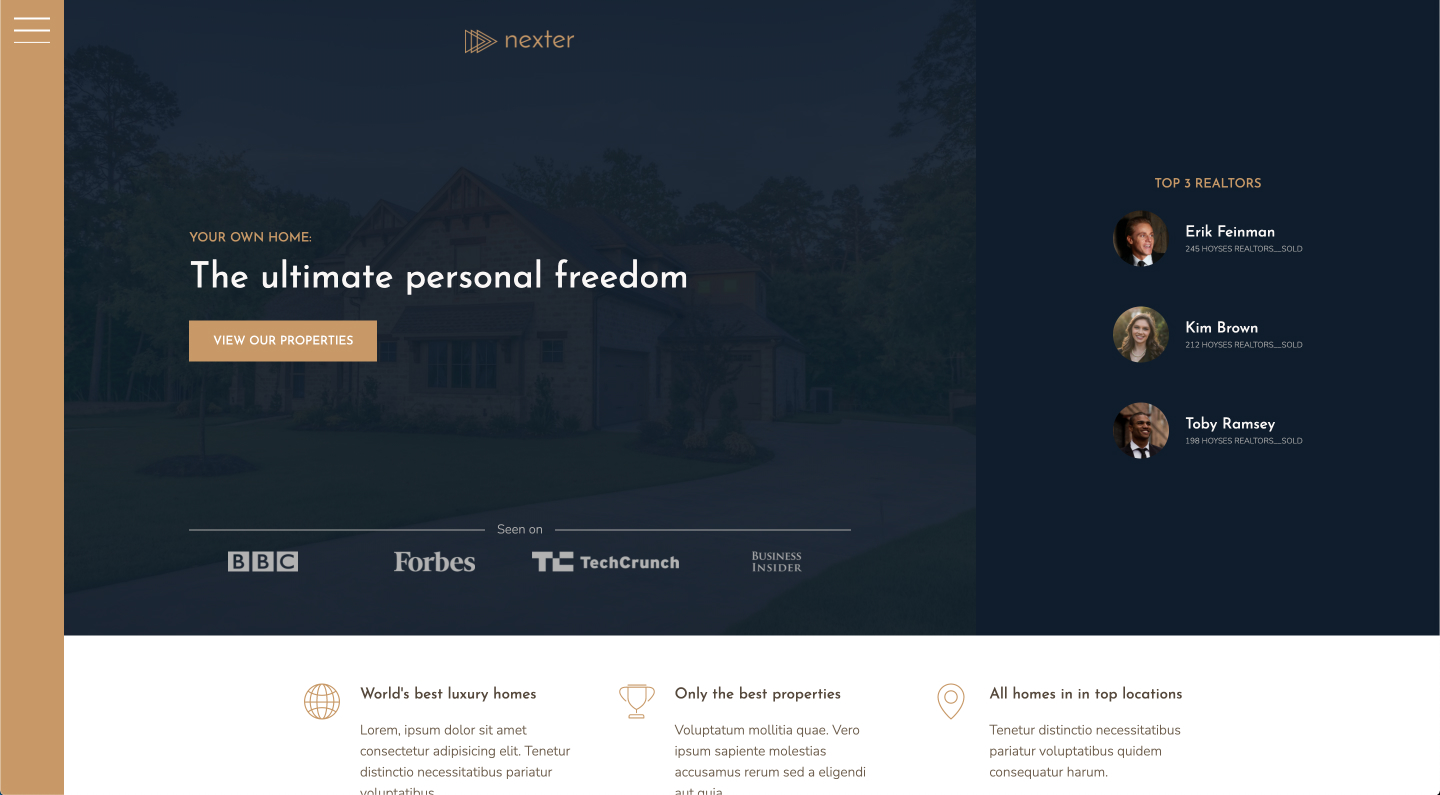 nexter
YOUR OWN HOME:
The ultimate personal freedom
VIEW OUR PROPERTIES
Seen on
BBC
Forbes
TC TechCrunch
BUSINESS
INSIDER
TOP 3 REALTORS
Erik Feinman
245 HOYSES REALTORS__SOLD
Kim Brown
212 HOYSES REALTORS__SOLD
Toby Ramsey
198 HOYSES REALTORS__SOLD
World's best luxury homes
Lorem, ipsum dolor sit amet
consectetur adipisicing elit. Tenetur
distinctio necessitatibus pariatur
voluptatibus
Only the best properties
Voluptatum mollitia quae. Vero
ipsum sapiente molestias
accusamus rerum sed a eligendi
aut quia
All homes in in top locations
Tenetur distinctio necessitatibus
pariatur voluptatibus quidem
consequatur harum.